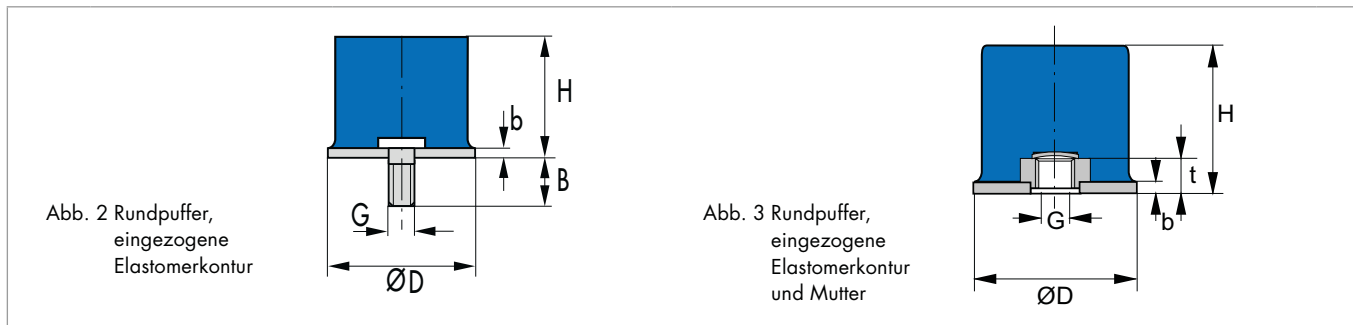 H
b
B
G
ØD
Abb. 2 Rundpuffer,
eingezogene
Elastomerkontur
H
t
b
G
ØD
Abb. 3 Rundpuffer,
eingezogene
Elastomerkontur
und Mutter